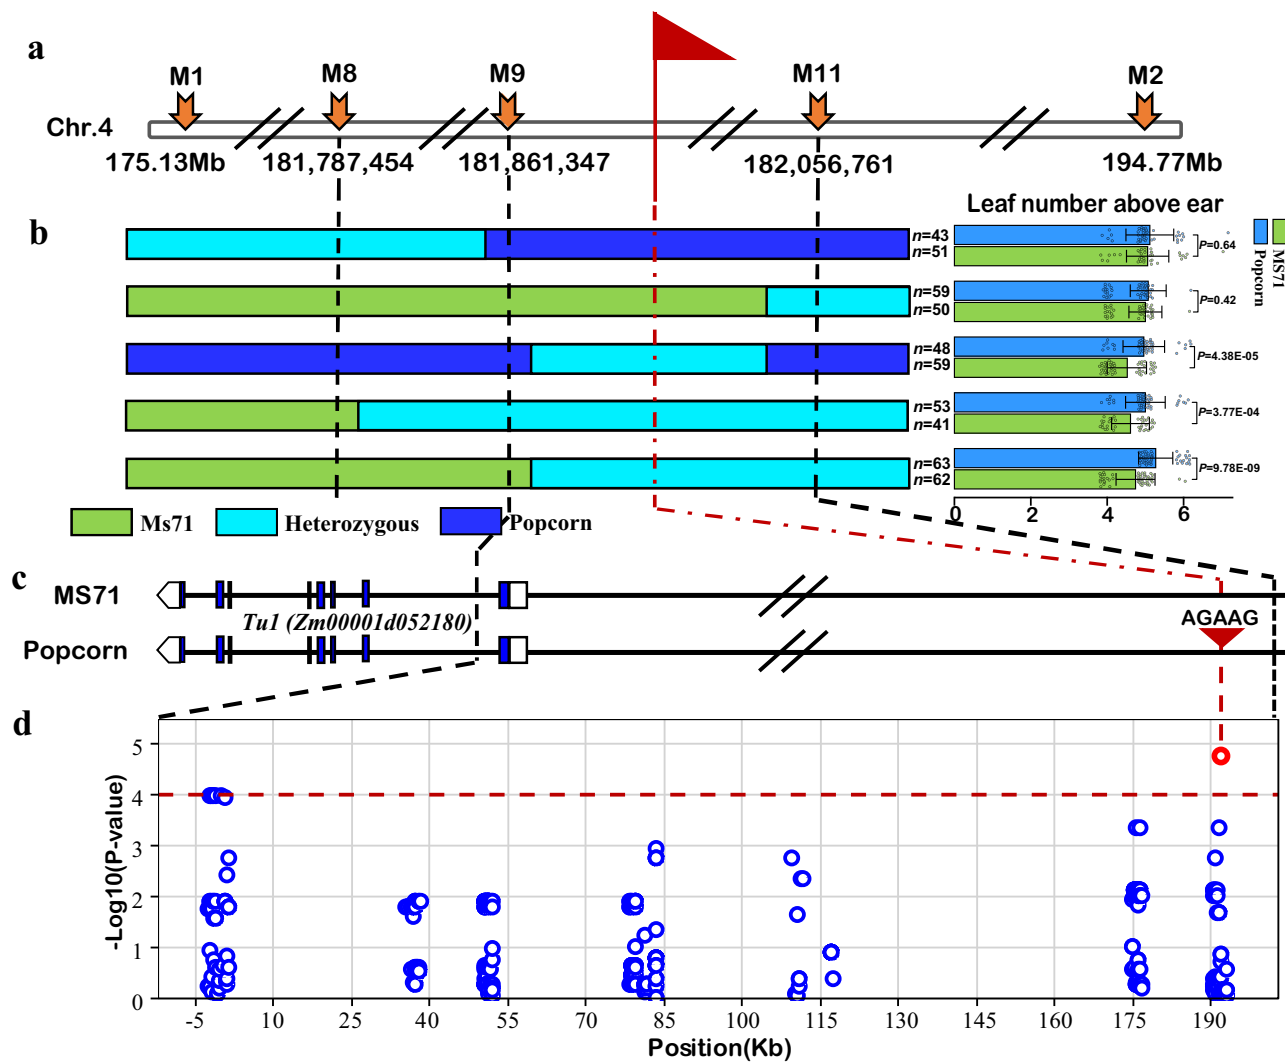 a
M1 M8 M9 M11 M2
Chr.4
175.13Mb 181,787,454 181,861,347 182,056,761 194.77Mb
b
Leaf number above ear
MS71
Popcorn
n=43
n=51
P=0.64
n=59
n=50
P=0.42
n=48
n=59
P=4.38E-05
n=53
n=41
P=3.77E-04
n=63
n=62
P=9.78E-09
0 2 4 6
Ms71 Heterozygous Popcorn
c
MS71
Tu1 (Zm00001d052180)
AGAAG
Popcorn
d
-Log10(P-value)
5
4
3
2
1
0
-5 10 25 40 55 70 85 100 115 130 145 160 175 190
Position(Kb)